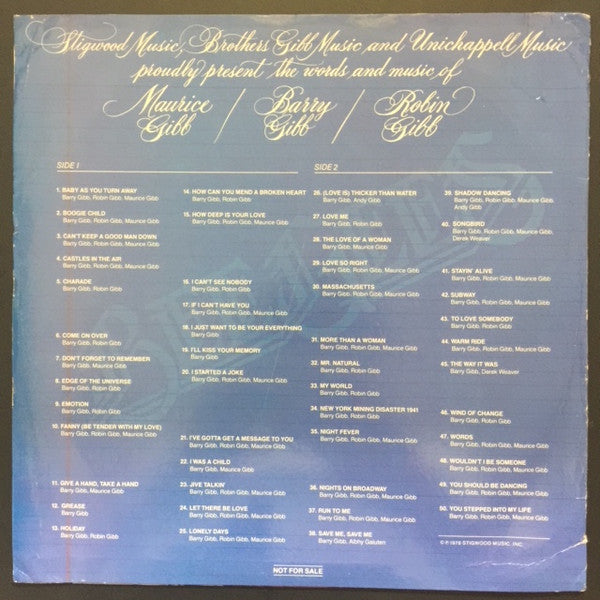 Stigwood Music, Brothers Gibb Music and Unichappell Music
proudly present the words and music of
Maurice Gibb / Barry Gibb / Robin Gibb
SIDE 1
1. BABY AS YOU TURN AWAY
Barry Gibb, Robin Gibb, Maurice Gibb
2. BOOGIE CHILD
Barry Gibb, Robin Gibb, Maurice Gibb
3. CAN'T KEEP A GOOD MAN DOWN
Barry Gibb, Robin Gibb, Maurice Gibb
4. CASTLES IN THE AIR
Barry Gibb, Robin Gibb, Maurice Gibb
5. CHARADE
Barry Gibb, Robin Gibb
6. COME ON OVER
Barry Gibb, Robin Gibb
7. DON'T FORGET TO REMEMBER
Barry Gibb, Maurice Gibb
8. EDGE OF THE UNIVERSE
Barry Gibb, Robin Gibb
9. EMOTION
Barry Gibb, Robin Gibb
10. FANNY (BE TENDER WITH MY LOVE)
Barry Gibb, Robin Gibb, Maurice Gibb
11. GIVE A HAND, TAKE A HAND
Barry Gibb, Maurice Gibb
12. GREASE
Barry Gibb
13. HOLIDAY
Barry Gibb, Robin Gibb
14. HOW CAN YOU MEND A BROKEN HEART
Barry Gibb, Robin Gibb
15. HOW DEEP IS YOUR LOVE
Barry Gibb, Robin Gibb, Maurice Gibb
16. I CAN'T SEE NOBODY
Barry Gibb, Robin Gibb
17. IF I CAN'T HAVE YOU
Barry Gibb, Robin Gibb, Maurice Gibb
18. I JUST WANT TO BE YOUR EVERYTHING
Barry Gibb
19. I'LL KISS YOUR MEMORY
Barry Gibb
20. I STARTED A JOKE
Barry Gibb, Robin Gibb, Maurice Gibb
21. I'VE GOTTA GET A MESSAGE TO YOU
Barry Gibb, Robin Gibb, Maurice Gibb
22. I WAS A CHILD
Barry Gibb, Maurice Gibb
23. JIVE TALKIN'
Barry Gibb, Robin Gibb, Maurice Gibb
24. LET THERE BE LOVE
Barry Gibb, Robin Gibb, Maurice Gibb
25. LONELY DAYS
Barry Gibb, Robin Gibb, Maurice Gibb
SIDE 2
26. (LOVE IS) THICKER THAN WATER
Barry Gibb, Andy Gibb
27. LOVE ME
Barry Gibb, Robin Gibb
28. THE LOVE OF A WOMAN
Barry Gibb, Maurice Gibb
29. LOVE SO RIGHT
Barry Gibb, Robin Gibb, Maurice Gibb
30. MASSACHUSETTS
Barry Gibb, Robin Gibb, Maurice Gibb
31. MORE THAN A WOMAN
Barry Gibb, Robin Gibb, Maurice Gibb
32. MR. NATURAL
Barry Gibb, Robin Gibb
33. MY WORLD
Barry Gibb, Robin Gibb
34. NEW YORK MINING DISASTER 1941
Barry Gibb, Robin Gibb
35. NIGHT FEVER
Barry Gibb, Robin Gibb, Maurice Gibb
36. NIGHTS ON BROADWAY
Barry Gibb, Robin Gibb, Maurice Gibb
37. RUN TO ME
Barry Gibb, Robin Gibb, Maurice Gibb
38. SAVE ME, SAVE ME
Barry Gibb, Albhy Galuten
39. SHADOW DANCING
Barry Gibb, Robin Gibb, Maurice Gibb,
Andy Gibb
40. SONGBIRD
Barry Gibb, Robin Gibb, Maurice Gibb,
Derek Weaver
41. STAYIN' ALIVE
Barry Gibb, Robin Gibb, Maurice Gibb
42. SUBWAY
Barry Gibb, Robin Gibb, Maurice Gibb
43. TO LOVE SOMEBODY
Barry Gibb, Robin Gibb
44. WARM RIDE
Barry Gibb, Robin Gibb, Maurice Gibb
45. THE WAY IT WAS
Barry Gibb, Derek Weaver
46. WIND OF CHANGE
Barry Gibb, Robin Gibb
47. WORDS
Barry Gibb, Robin Gibb, Maurice Gibb
48. WOULDN'T I BE SOMEONE
Barry Gibb, Robin Gibb, Maurice Gibb
49. YOU SHOULD BE DANCING
Barry Gibb, Robin Gibb, Maurice Gibb
50. YOU STEPPED INTO MY LIFE
Barry Gibb, Robin Gibb, Maurice Gibb
©℗ 1978 STIGWOOD MUSIC, INC.
NOT FOR SALE